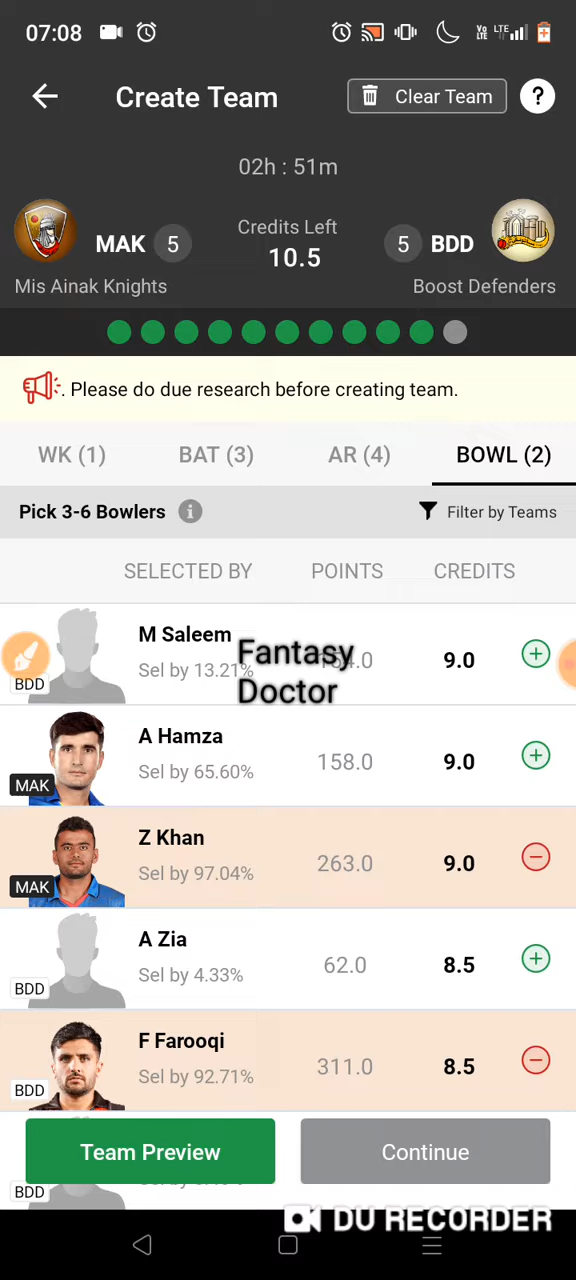 07:08
Vo LTE LTE
Create Team
Clear Team
?
02h : 51m
MAK 5
Credits Left
10.5
5 BDD
Mis Ainak Knights
Boost Defenders
. Please do due research before creating team.
WK (1) BAT (3) AR (4) BOWL (2)
Pick 3-6 Bowlers i
Filter by Teams
SELECTED BY POINTS CREDITS
M Saleem
Sel by 13.21%
9.0
BDD
Fantasy
Doctor
A Hamza
Sel by 65.60%
158.0
9.0
MAK
Z Khan
Sel by 97.04%
263.0
9.0
MAK
A Zia
Sel by 4.33%
62.0
8.5
BDD
F Farooqi
Sel by 92.71%
311.0
8.5
BDD
Team Preview
Continue
BDD
DU RECORDER